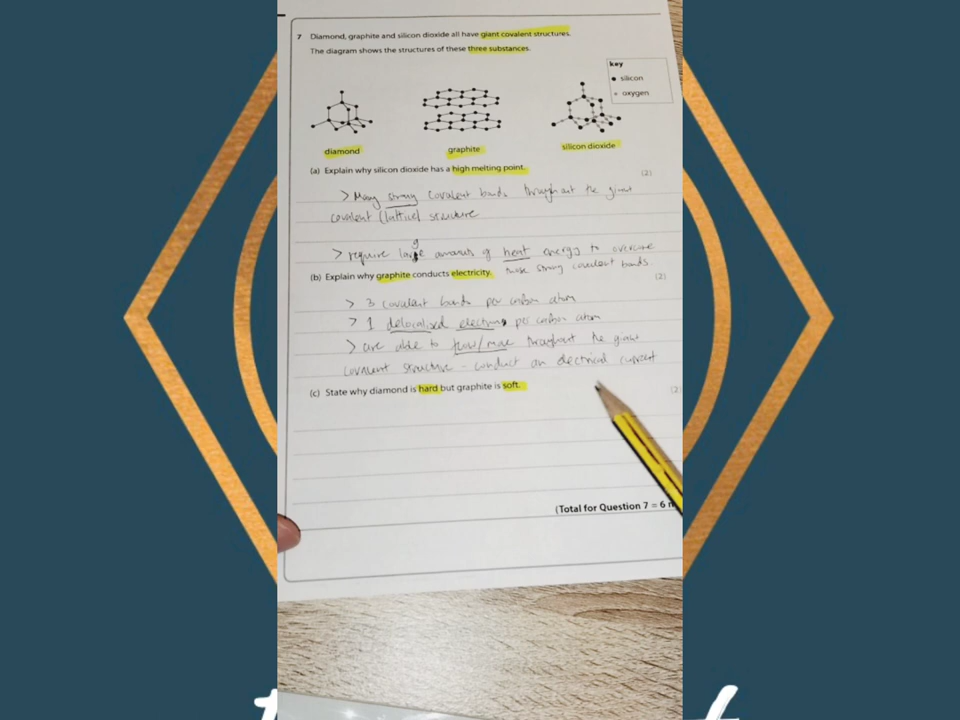 7 Diamond, graphite and silicon dioxide all have giant covalent structures.
The diagram shows the structures of these three substances.
key
silicon
oxygen
diamond
graphite
silicon dioxide
(a) Explain why silicon dioxide has a high melting point.
(2)
> Many strong covalent bonds throughout the giant
covalent (lattice) structure
g
> require large amounts of heat energy to overcome
these strong covalent bonds.
(b) Explain why graphite conducts electricity.
(2)
> 3 covalent bonds per carbon atom
> 1 delocalised electron, per carbon atom
> are able to flow/move throughout the giant
covalent structure - conduct an electrical current
(c) State why diamond is hard but graphite is soft.
(2)
(Total for Question 7 = 6